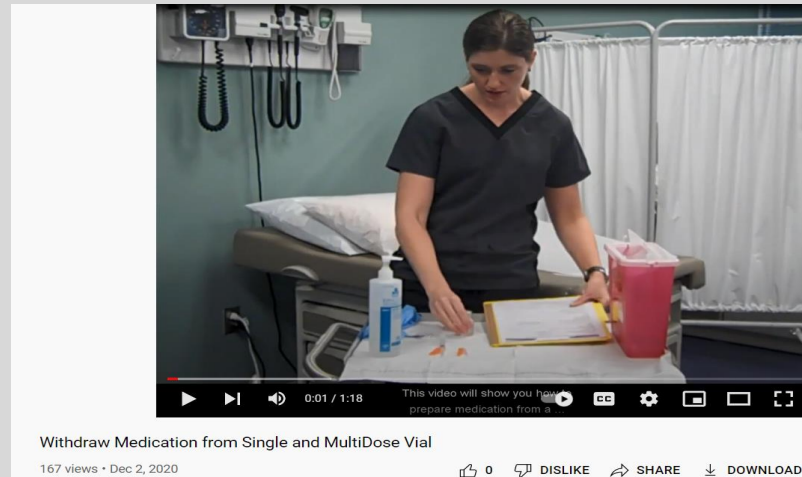 0:01 / 1:18
This video will show you how to
prepare medication from a ...
CC
Withdraw Medication from Single and MultiDose Vial
167 views • Dec 2, 2020
0 DISLIKE SHARE DOWNLOAD